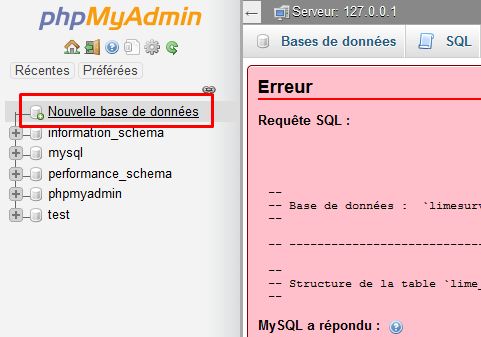 phpMyAdmin
Récentes Préférées
Nouvelle base de données
information_schema
mysql
performance_schema
phpmyadmin
test
Serveur: 127.0.0.1
Bases de données SQL
Erreur
Requête SQL :
--
-- Base de données : `limesurv
--
-- -----------------------------
--
-- Structure de la table `lime_
--
MySQL a répondu :